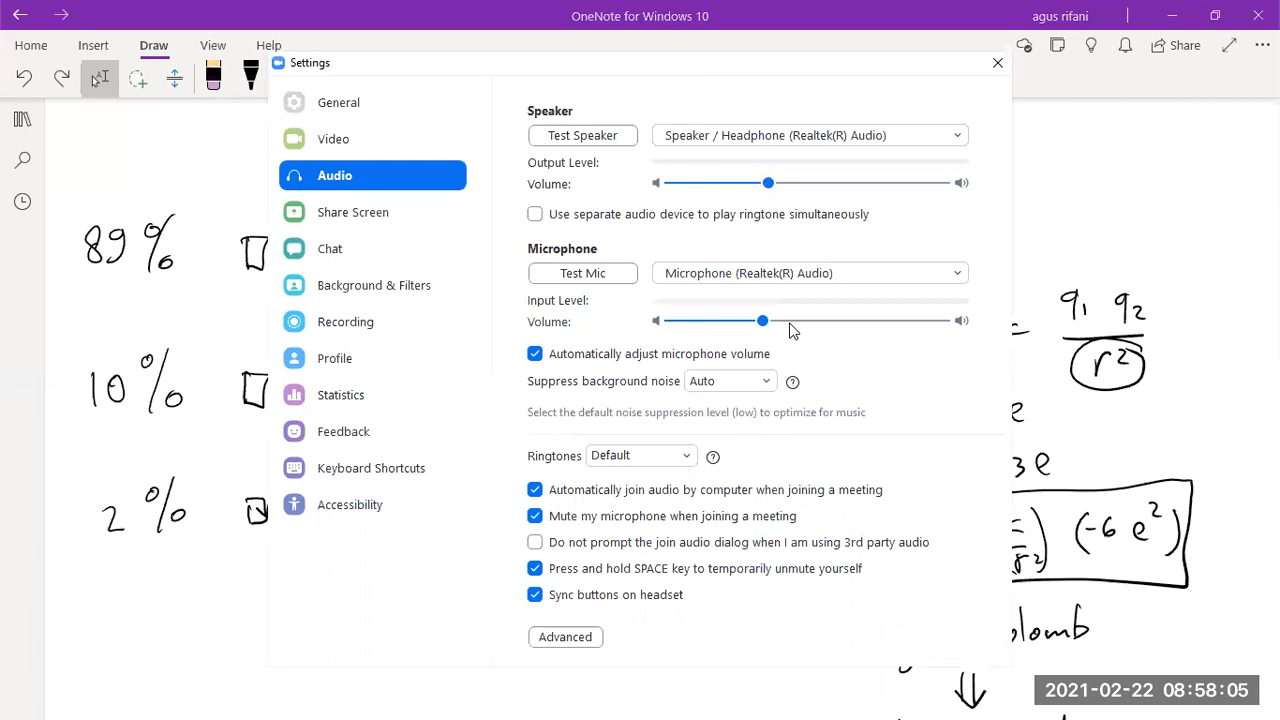 OneNote for Windows 10
agus rifani
Home Insert Draw View Help
Share
Settings
General
Video
Audio
Share Screen
Chat
Background & Filters
Recording
Profile
Statistics
Feedback
Keyboard Shortcuts
Accessibility
Speaker
Test Speaker Speaker / Headphone (Realtek(R) Audio)
Output Level:
Volume:
Use separate audio device to play ringtone simultaneously
Microphone
Test Mic Microphone (Realtek(R) Audio)
Input Level:
Volume:
Automatically adjust microphone volume
Suppress background noise Auto
Select the default noise suppression level (low) to optimize for music
Ringtones Default
Automatically join audio by computer when joining a meeting
Mute my microphone when joining a meeting
Do not prompt the join audio dialog when I am using 3rd party audio
Press and hold SPACE key to temporarily unmute yourself
Sync buttons on headset
Advanced
89 %
10 %
2 %
= q1 q2
r²
e
3 e
(-6 e²)
lomb
2021-02-22 08:58:05